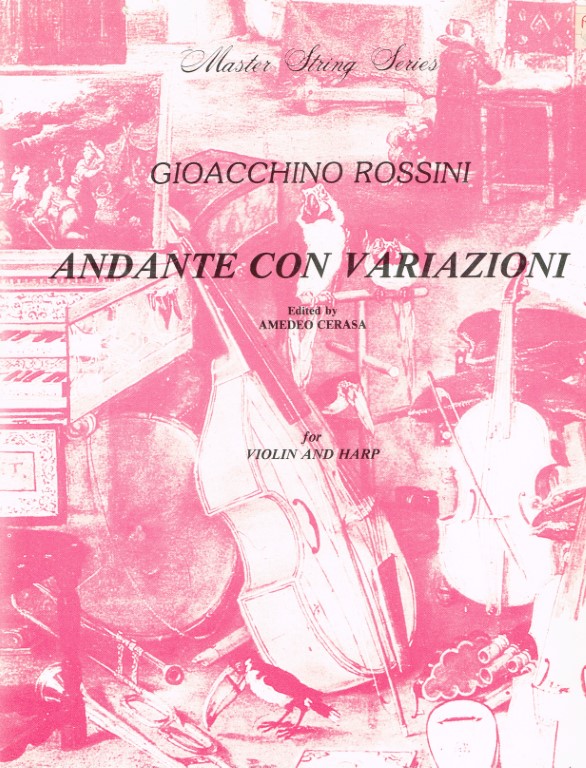 Master String Series
GIOACCHINO ROSSINI
ANDANTE CON VARIAZIONI
Edited by
AMEDEO CERASA
for
VIOLIN AND HARP